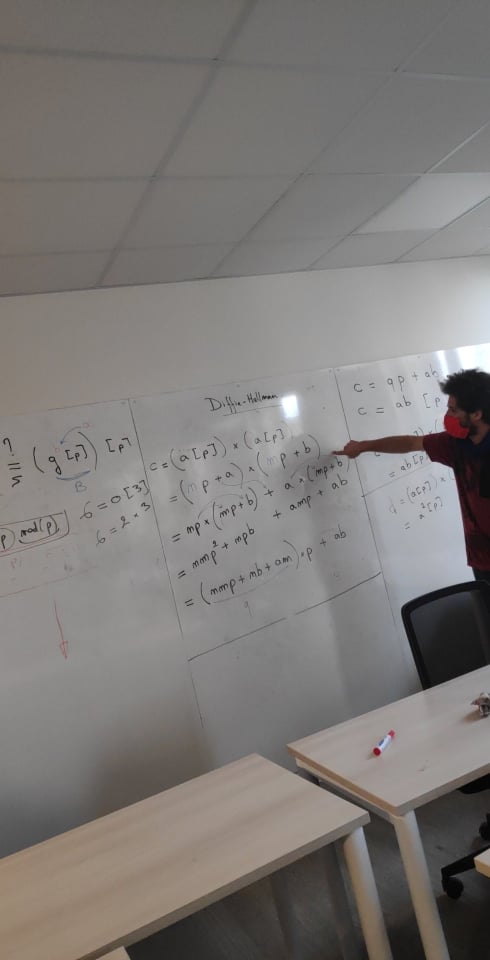 ?
≡ (g^a [p]) [p]
B
p) mod(p)
6 = 0 [3]
6 = 2 × 3
Diffie-Hellman
c = (a[p]) × (a[p])
= (mp + a) × (mp + b)
= mp × (mp + b) + a × (mp + b)
= mmp² + mpb + amp + ab
= (mmp + mb + am) × p + ab
q
c = qp + ab
c = ab [p
= ab[p
d = (a[p]) × (
= a²[p]